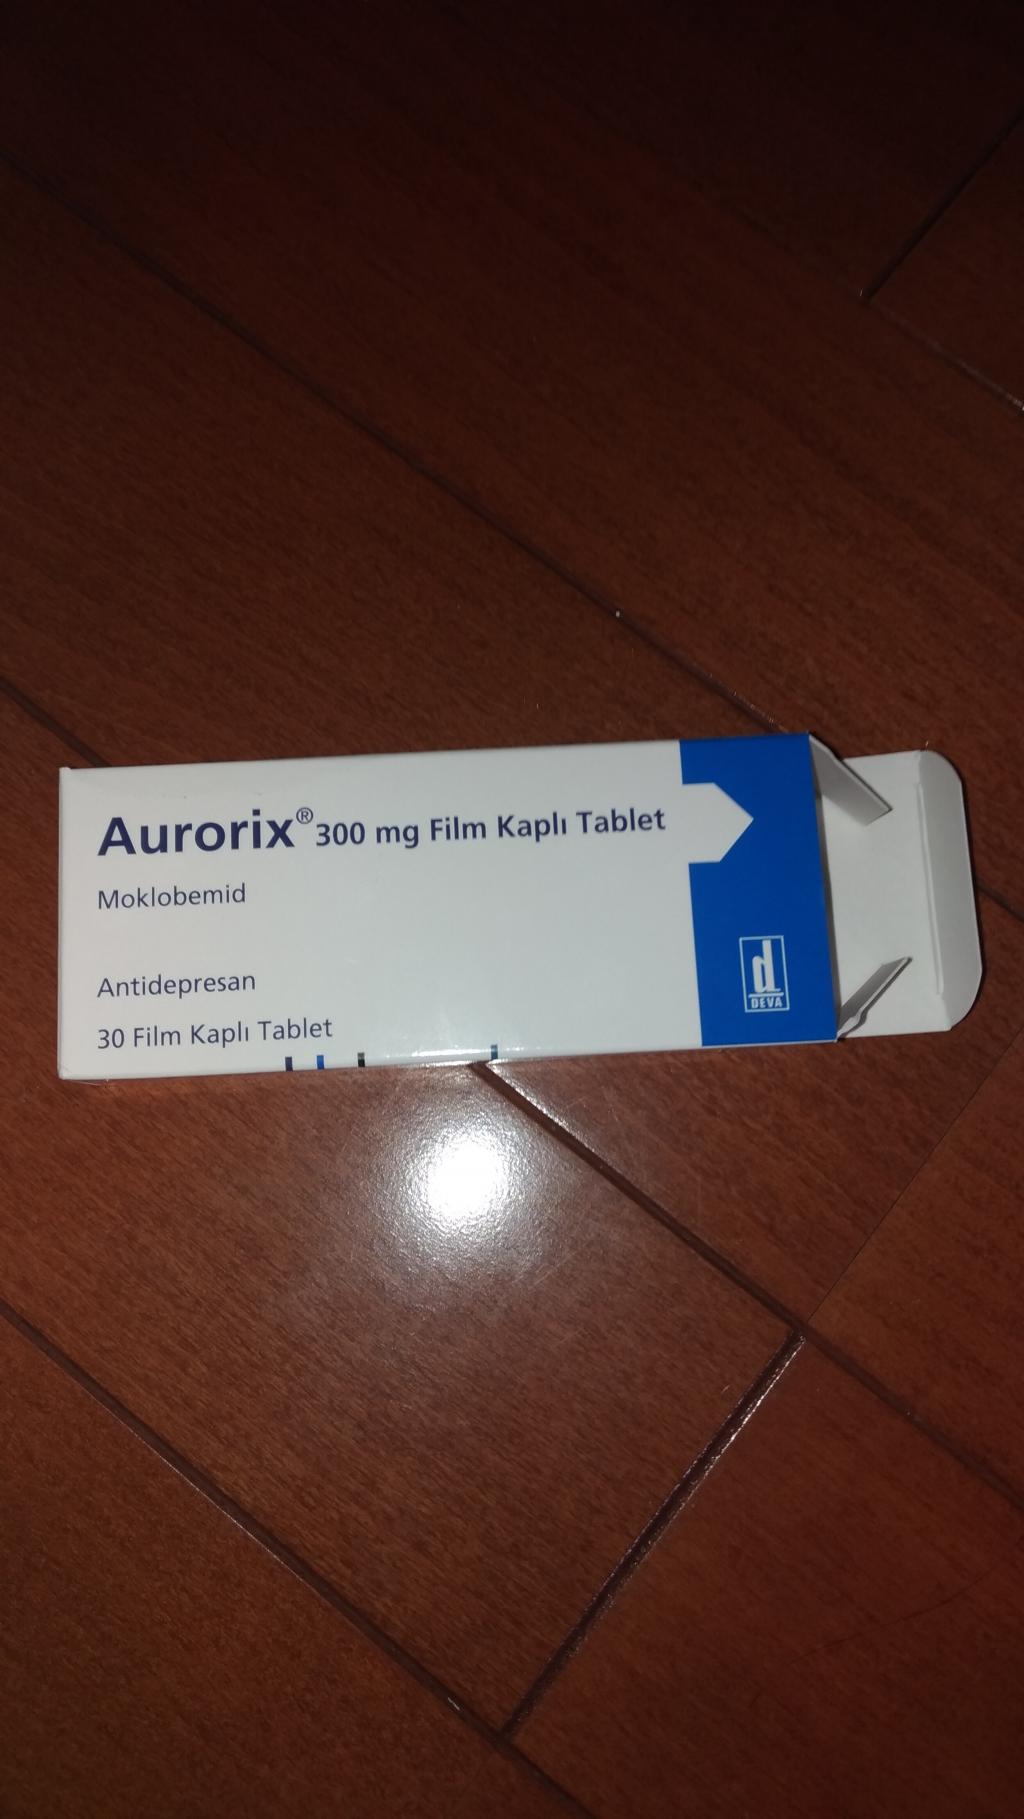 Aurorix® 300 mg Film Kaplı Tablet
Moklobemid
Antidepresan
30 Film Kaplı Tablet
d
DEVA